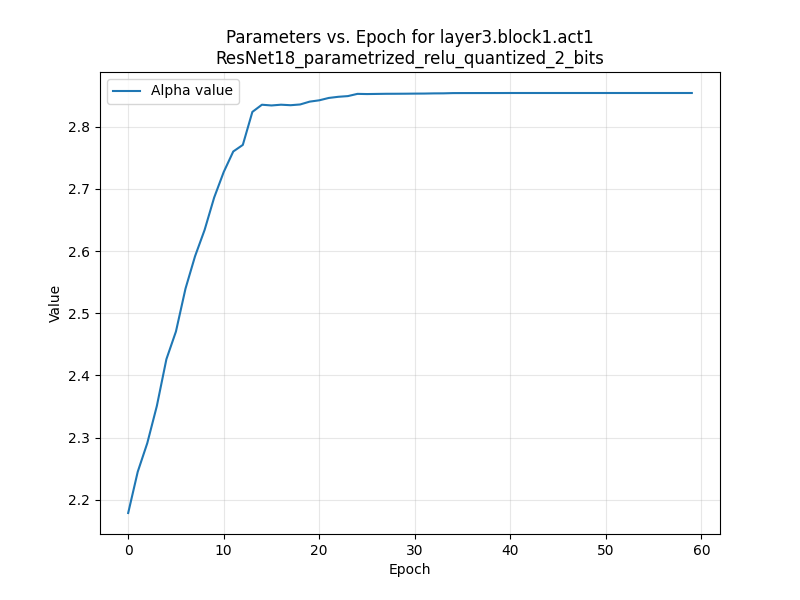 Parameters vs. Epoch for layer3.block1.act1
ResNet18_parametrized_relu_quantized_2_bits
Alpha value
2.8
2.7
2.6
2.5
2.4
2.3
2.2
Value
0 10 20 30 40 50 60
Epoch